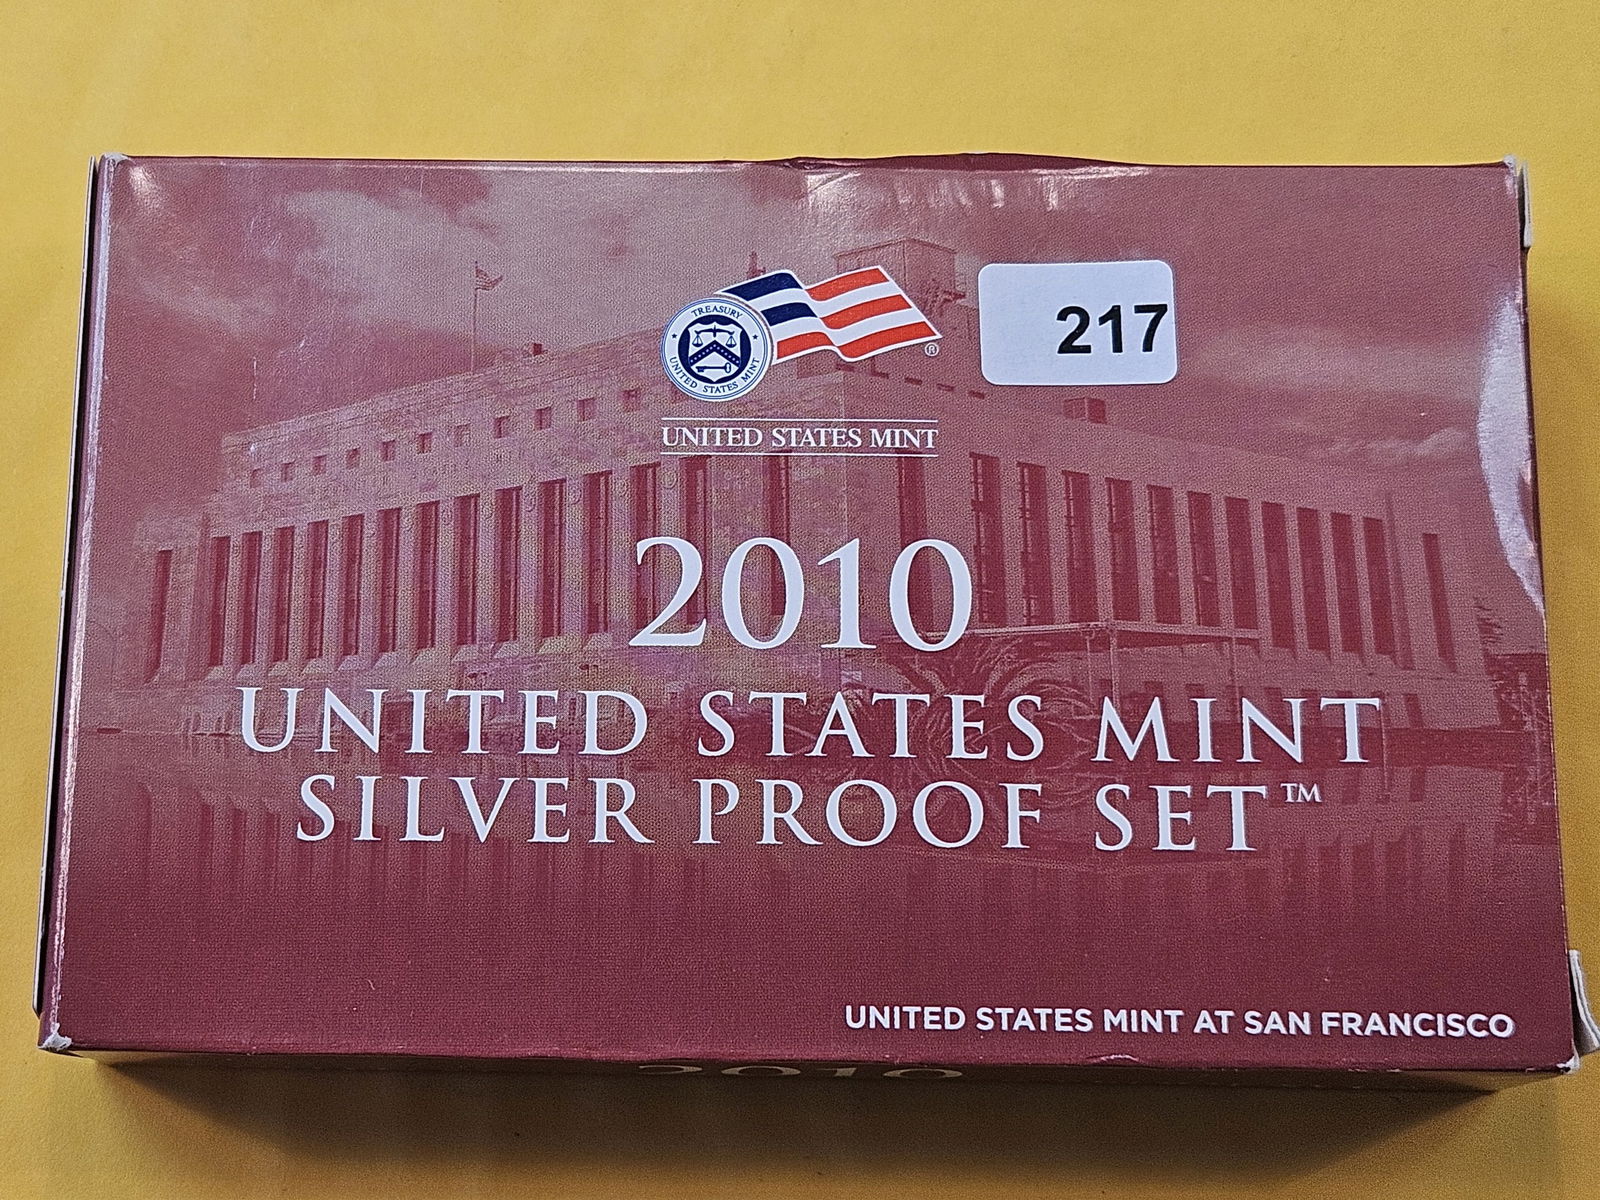 TREASURY
UNITED STATES MINT
®
217
UNITED STATES MINT
2010
UNITED STATES MINT
SILVER PROOF SET™
UNITED STATES MINT AT SAN FRANCISCO
2010